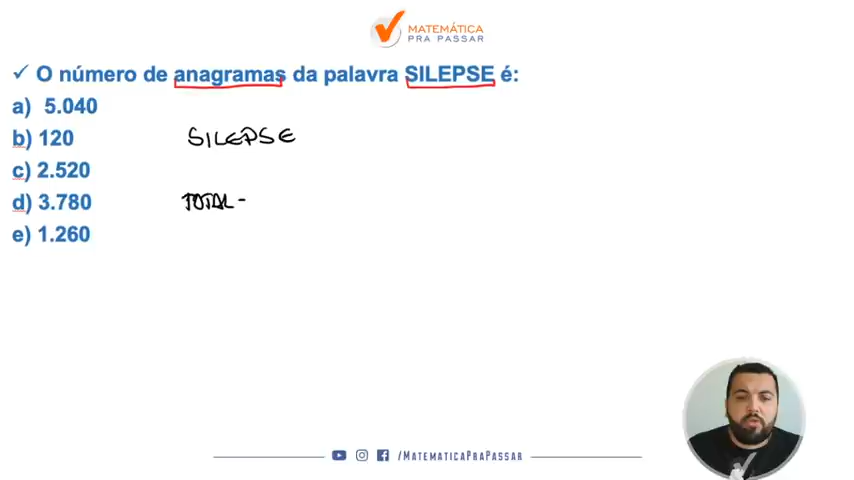 MATEMÁTICA
PRA PASSAR
✓ O número de anagramas da palavra SILEPSE é:
a) 5.040
b) 120
SILEPSE
c) 2.520
d) 3.780
TOTAL -
e) 1.260
/MATEMATICAPRAPASSAR